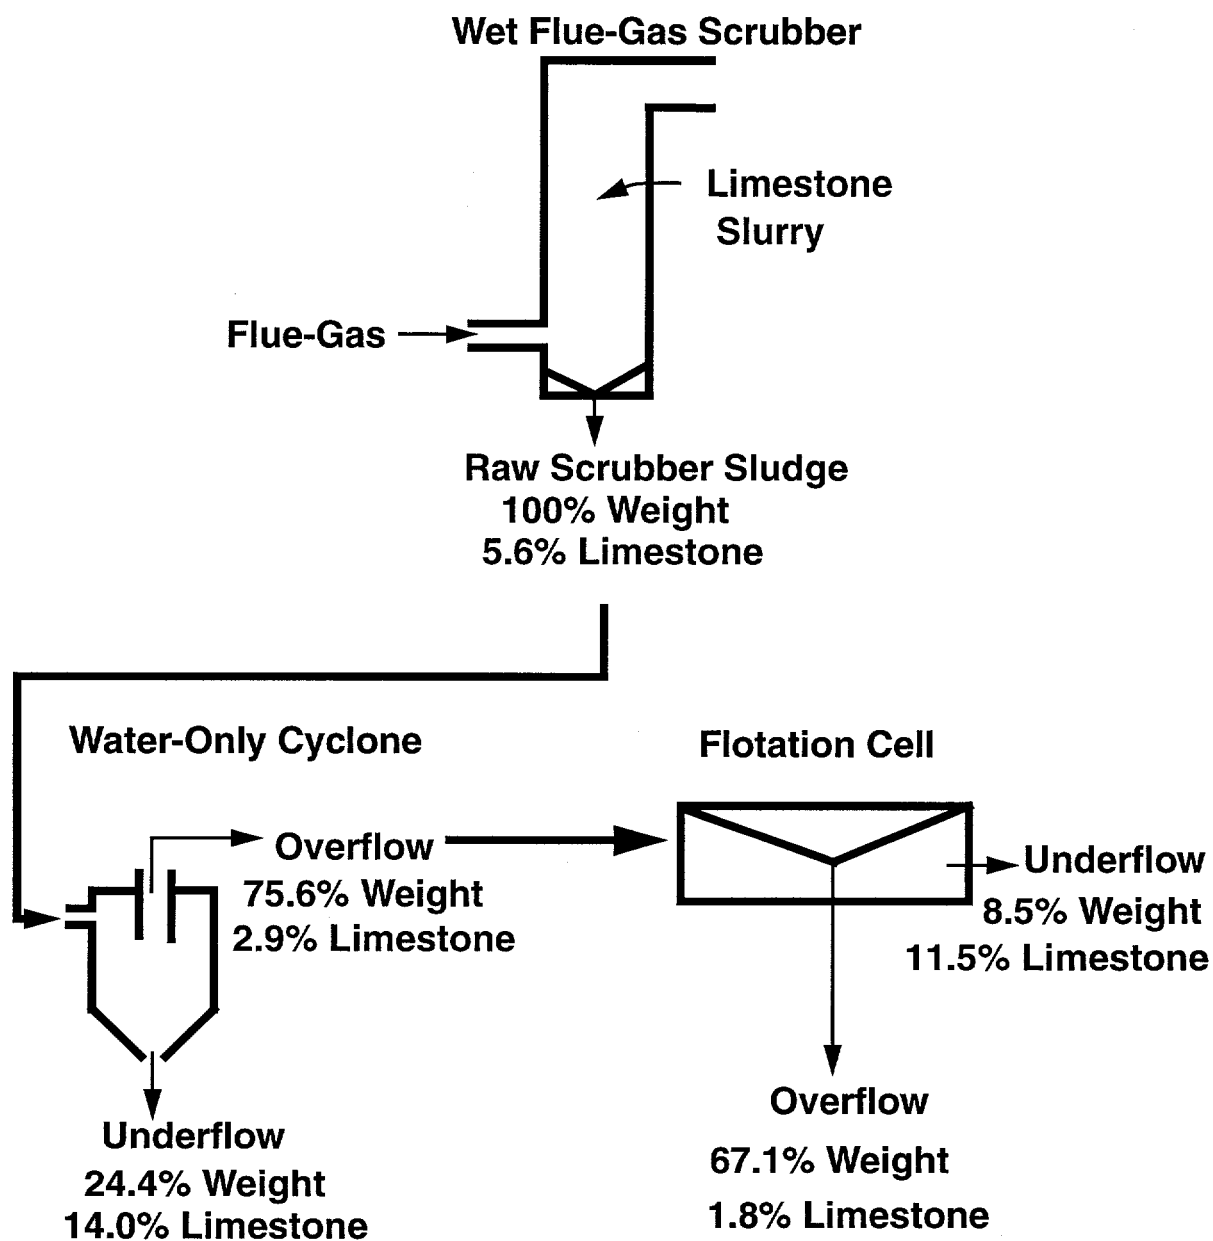 Wet Flue-Gas Scrubber
Limestone
Slurry
Flue-Gas
Raw Scrubber Sludge
100% Weight
5.6% Limestone
Water-Only Cyclone
Flotation Cell
Overflow
75.6% Weight
2.9% Limestone
Underflow
8.5% Weight
11.5% Limestone
Overflow
67.1% Weight
1.8% Limestone
Underflow
24.4% Weight
14.0% Limestone